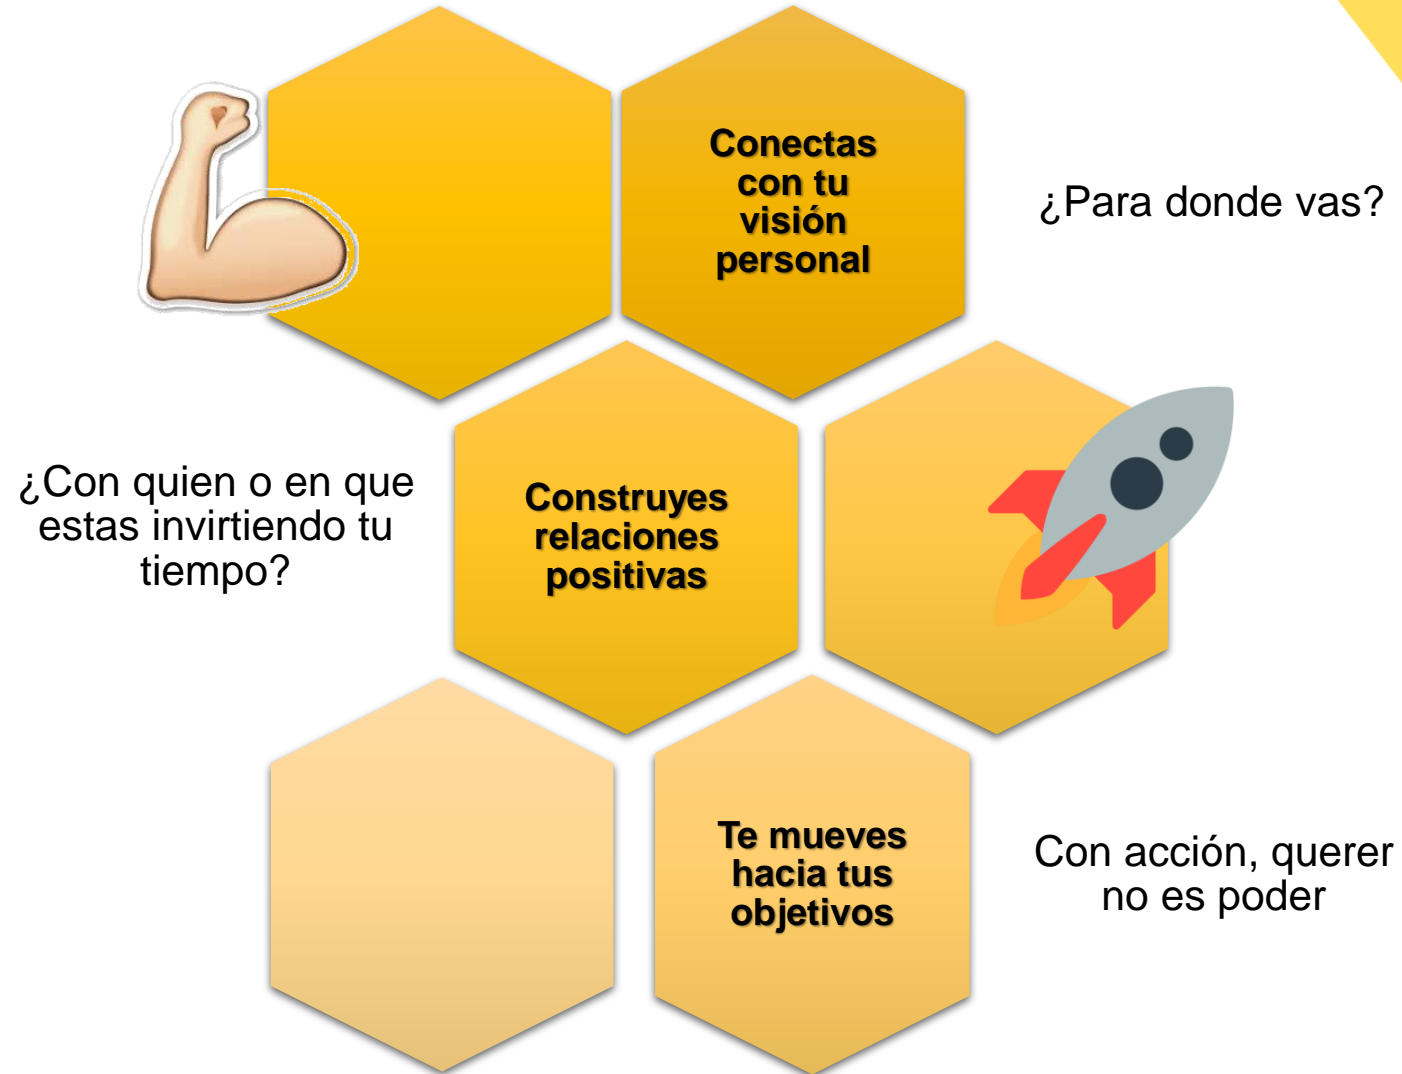 Conectas
con tu
visión
personal
¿Para donde vas?
¿Con quien o en que
estas invirtiendo tu
tiempo?
Construyes
relaciones
positivas
Te mueves
hacia tus
objetivos
Con acción, querer
no es poder